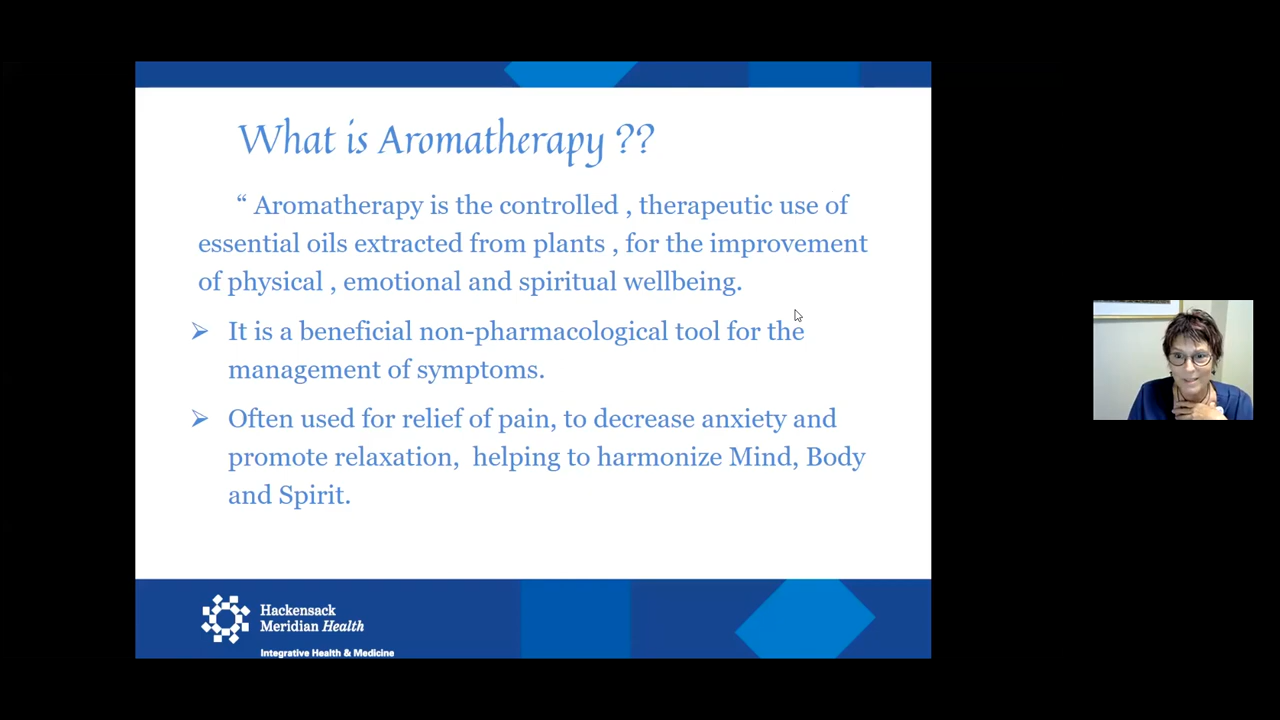 What is Aromatherapy ??
“ Aromatherapy is the controlled , therapeutic use of
essential oils extracted from plants , for the improvement
of physical , emotional and spiritual wellbeing.
➢ It is a beneficial non-pharmacological tool for the
management of symptoms.
➢ Often used for relief of pain, to decrease anxiety and
promote relaxation,  helping to harmonize Mind, Body
and Spirit.
Hackensack
Meridian Health
Integrative Health & Medicine